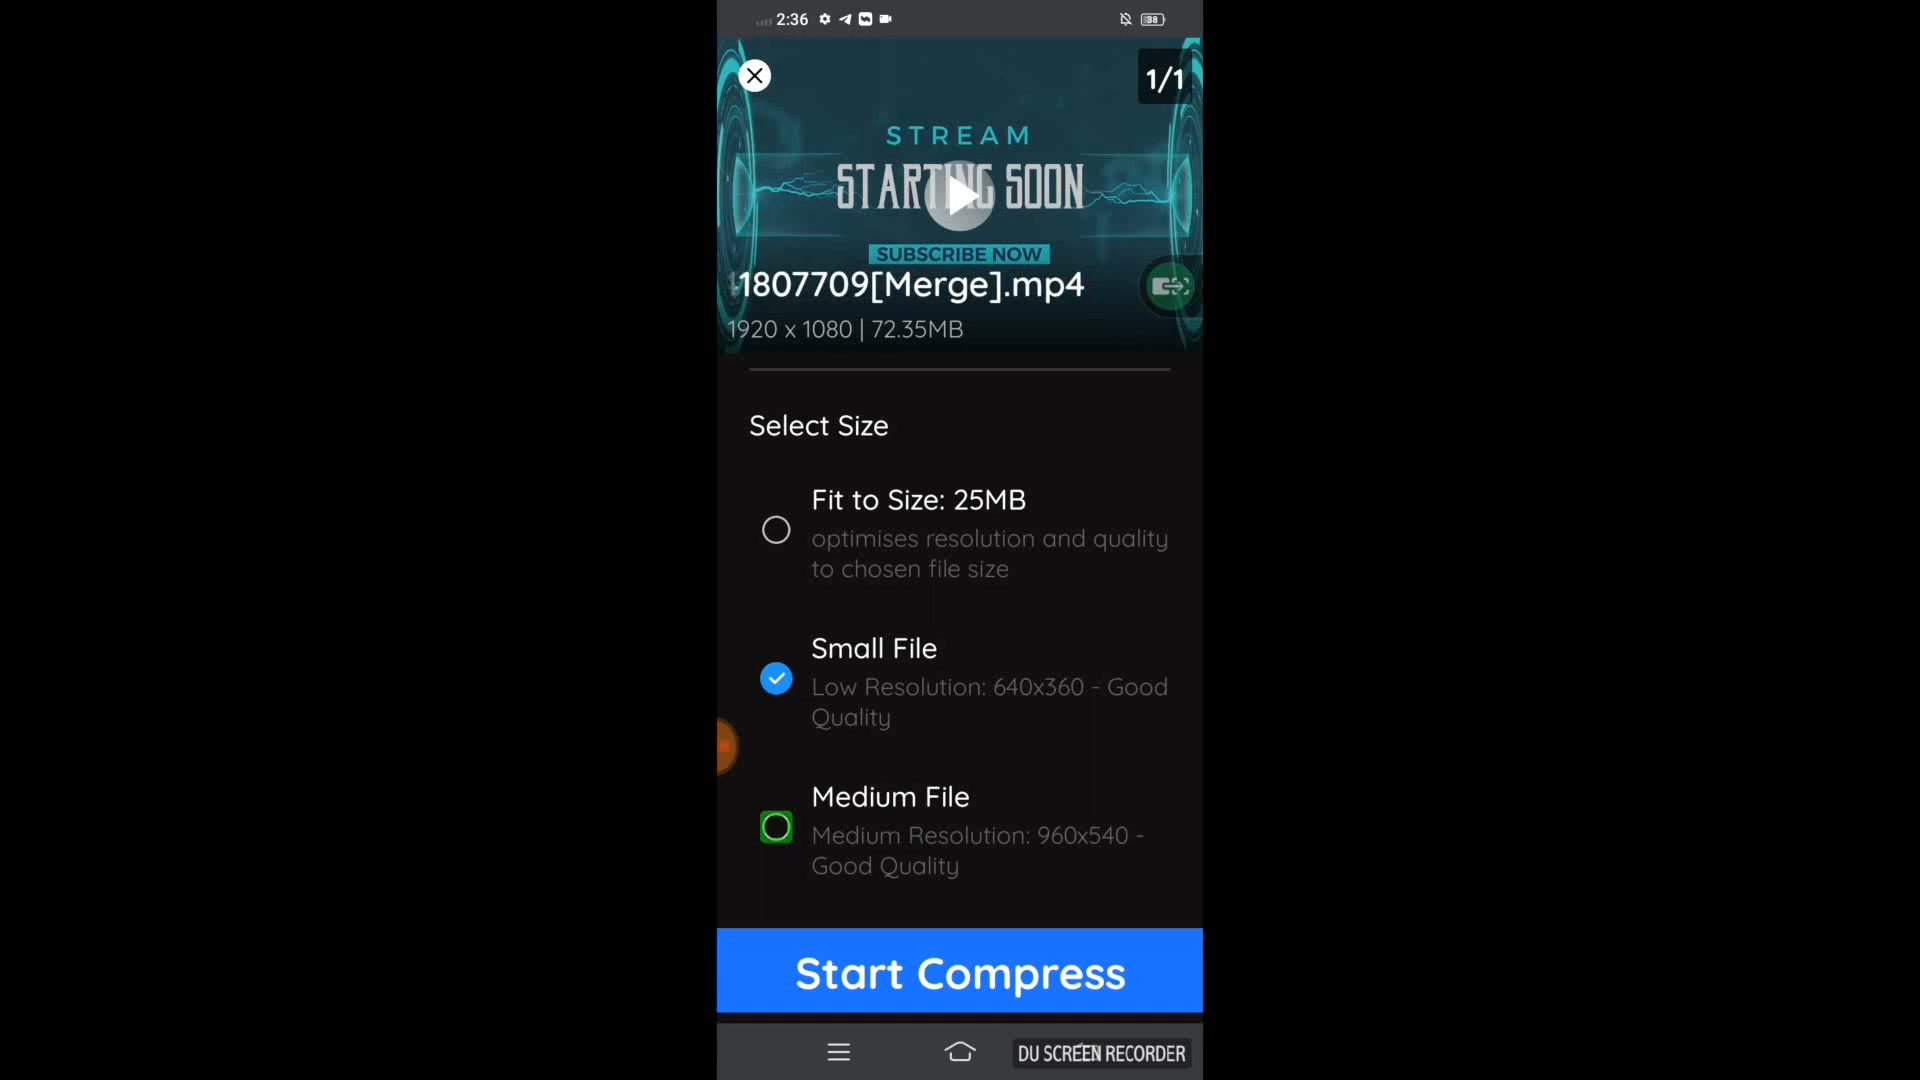 2:36
38
1/1
STREAM
STARTING SOON
SUBSCRIBE NOW
1807709[Merge].mp4
1920 x 1080 | 72.35MB
Select Size
Fit to Size: 25MB
optimises resolution and quality
to chosen file size
Small File
Low Resolution: 640x360 - Good
Quality
Medium File
Medium Resolution: 960x540 -
Good Quality
Start Compress
DU SCREEN RECORDER